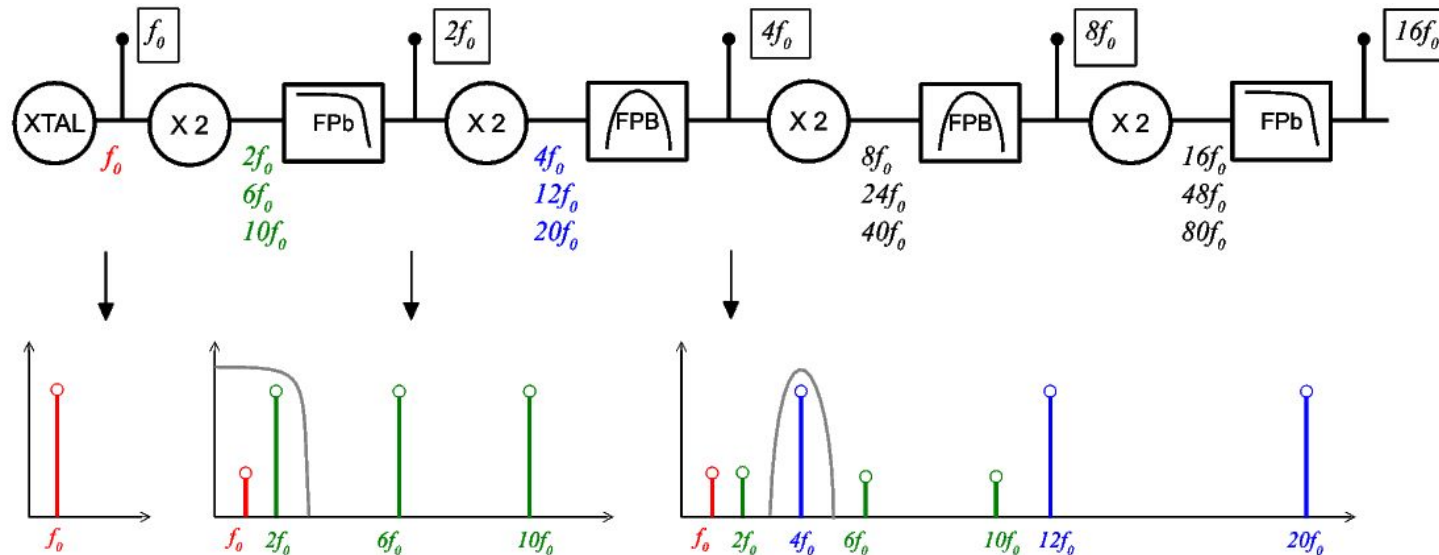 f₀ 2f₀ 4f₀ 8f₀ 16f₀
XTAL X 2 FPb X 2 FPB X 2 FPB X 2 FPb
f₀ 2f₀ 4f₀ 8f₀ 16f₀
6f₀ 12f₀ 24f₀ 48f₀
10f₀ 20f₀ 40f₀ 80f₀
f₀ f₀ 2f₀ 6f₀ 10f₀ f₀ 2f₀ 4f₀ 6f₀ 10f₀ 12f₀ 20f₀